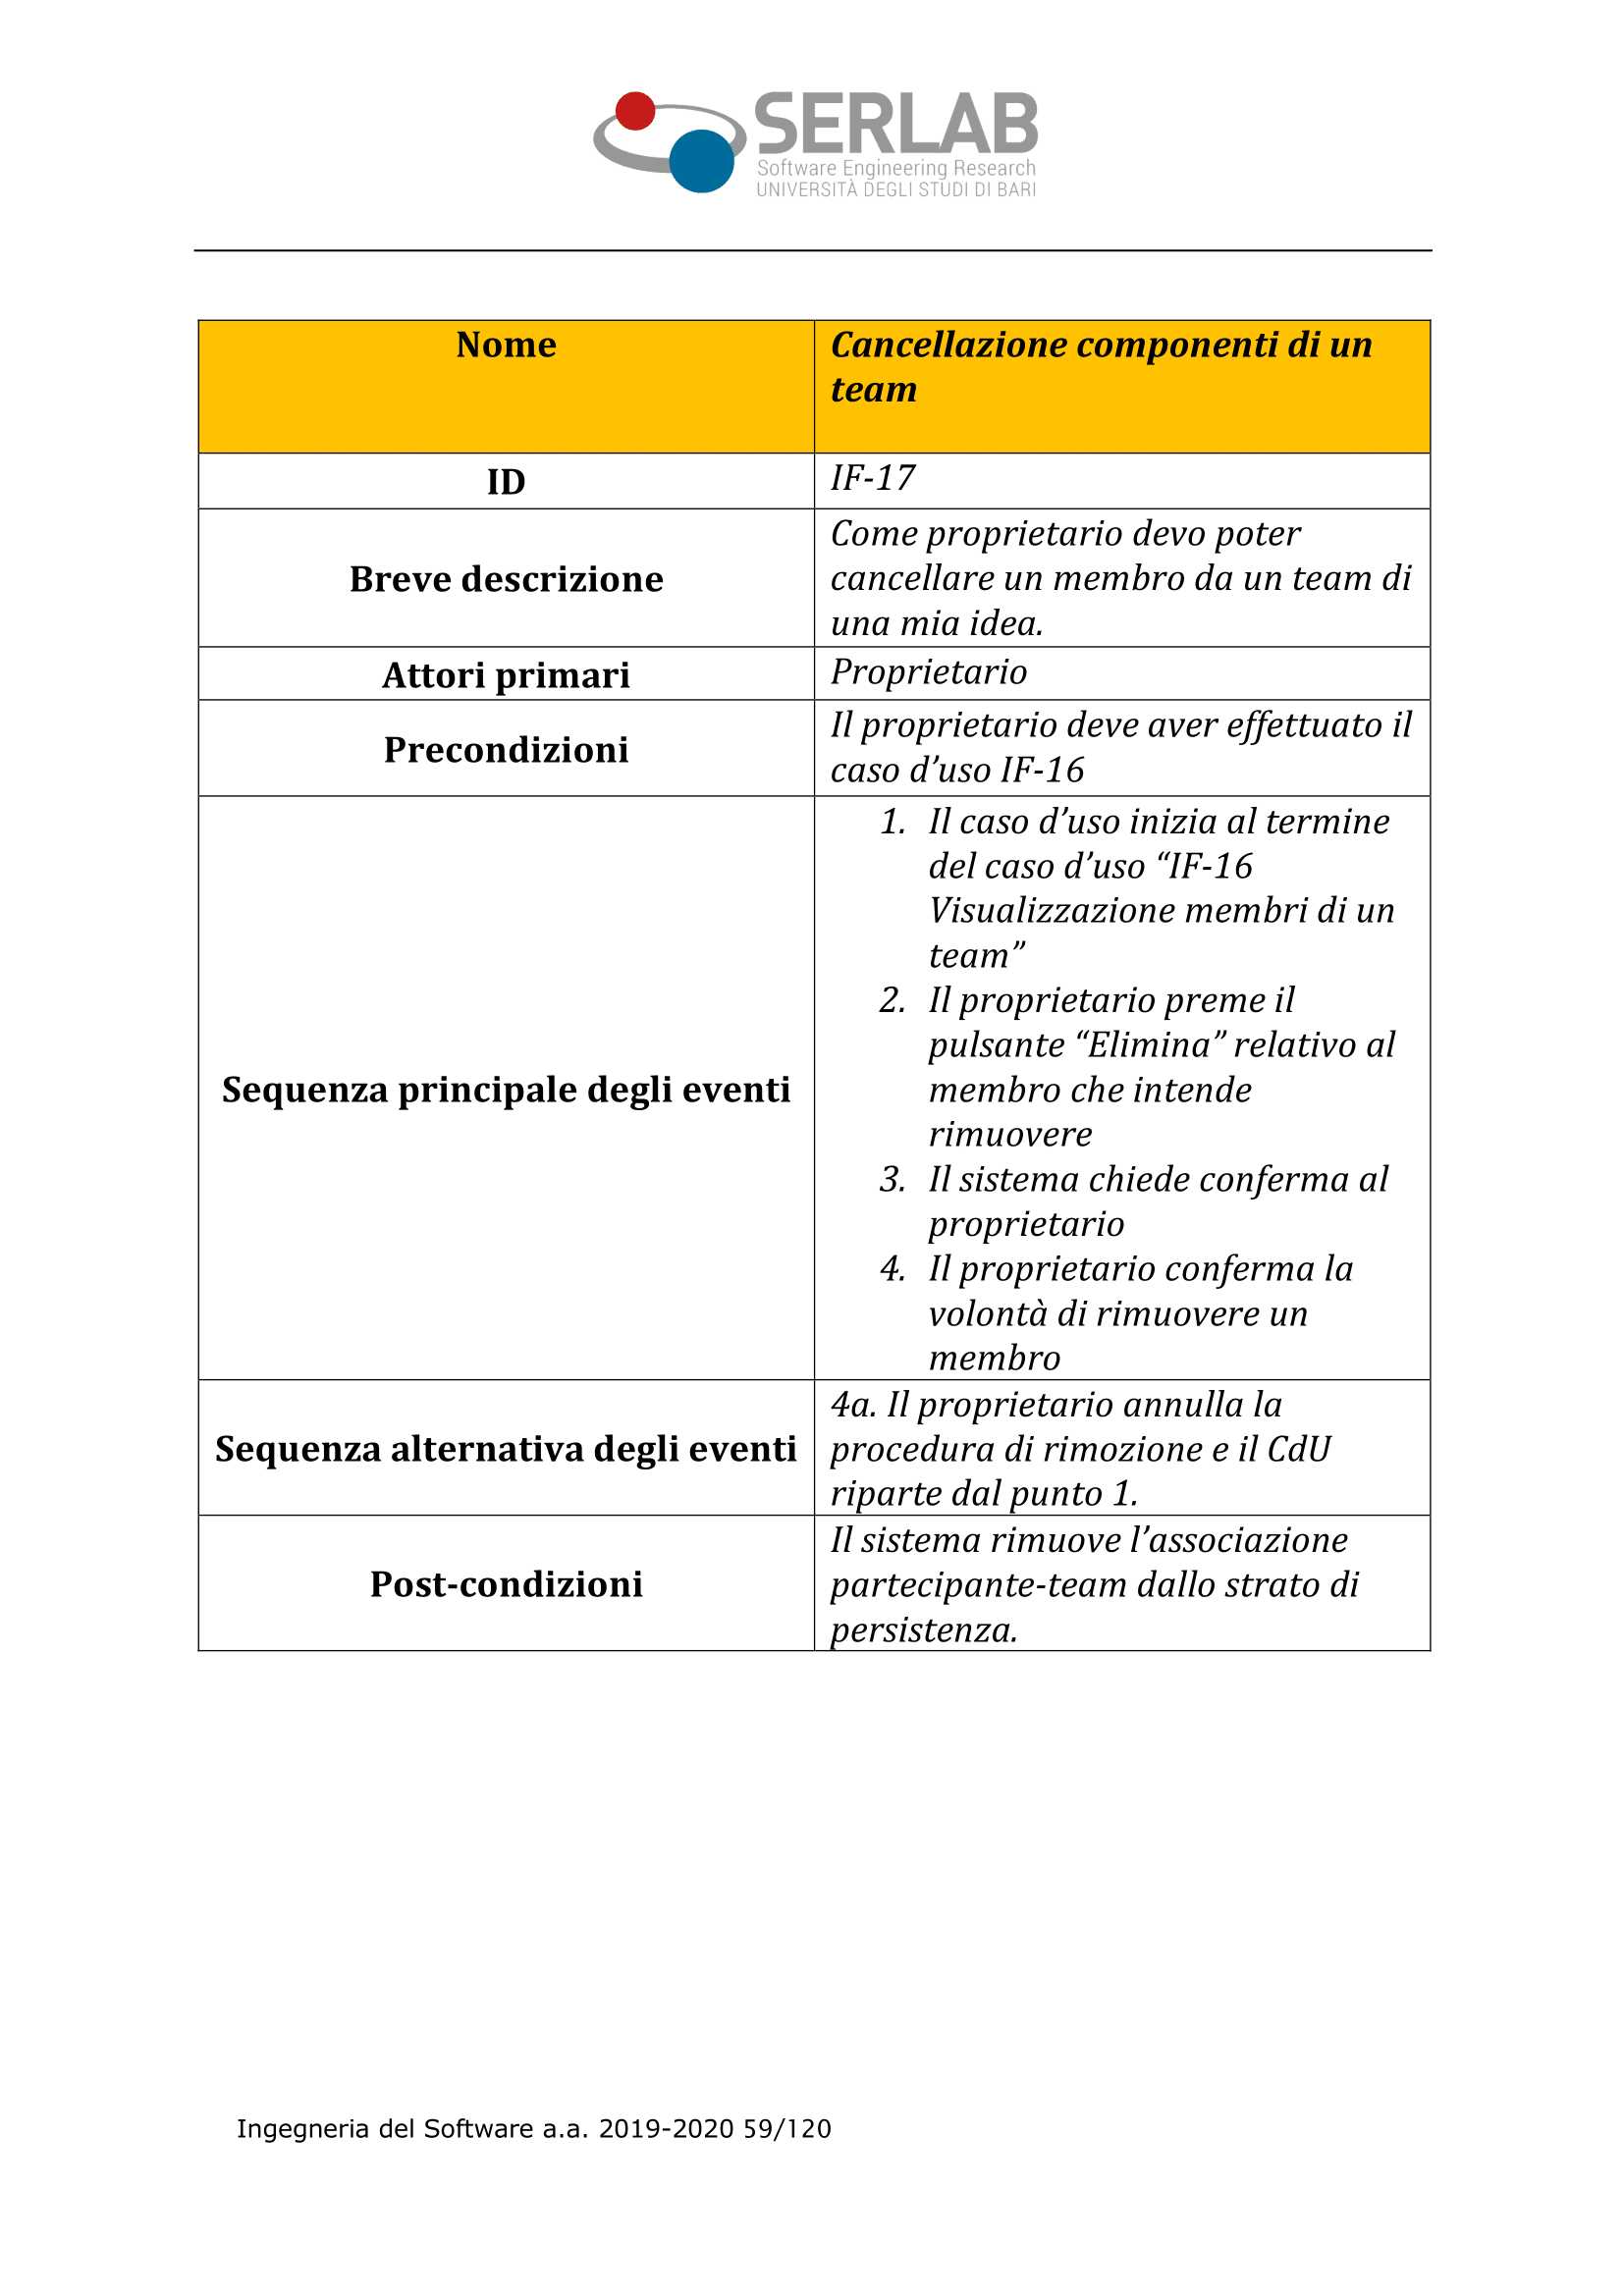 SERLAB
Software Engineering Research
UNIVERSITÀ DEGLI STUDI DI BARI
Nome
Cancellazione componenti di un
team
ID
IF-17
Breve descrizione
Come proprietario devo poter
cancellare un membro da un team di
una mia idea.
Attori primari
Proprietario
Precondizioni
Il proprietario deve aver effettuato il
caso d’uso IF-16
Sequenza principale degli eventi
1. Il caso d’uso inizia al termine
del caso d’uso “IF-16
Visualizzazione membri di un
team”
2. Il proprietario preme il
pulsante “Elimina” relativo al
membro che intende
rimuovere
3. Il sistema chiede conferma al
proprietario
4. Il proprietario conferma la
volontà di rimuovere un
membro
Sequenza alternativa degli eventi
4a. Il proprietario annulla la
procedura di rimozione e il CdU
riparte dal punto 1.
Post-condizioni
Il sistema rimuove l’associazione
partecipante-team dallo strato di
persistenza.
Ingegneria del Software a.a. 2019-2020 59/120